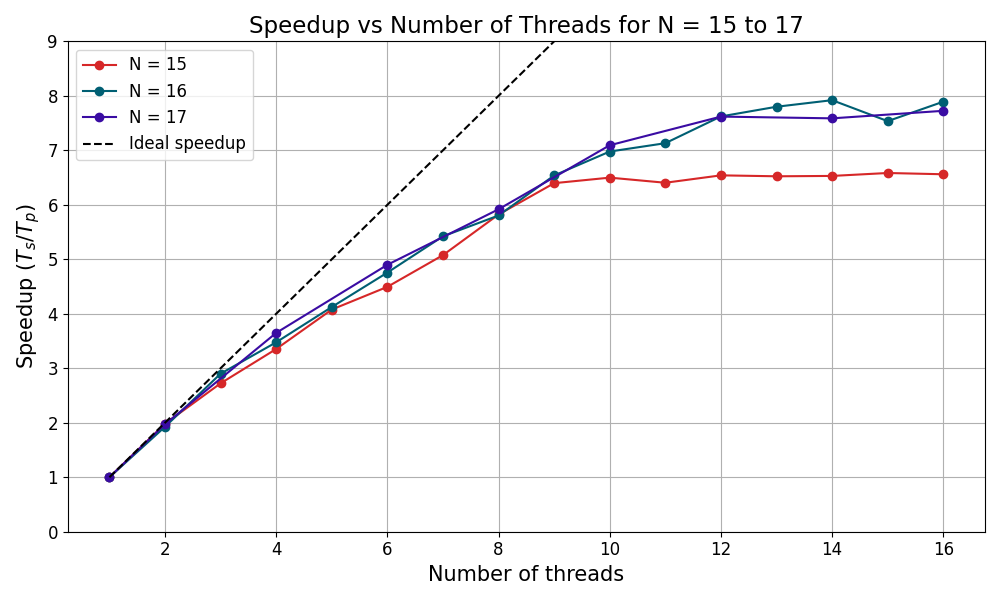 Speedup vs Number of Threads for N = 15 to 17
9
8
7
6
5
4
3
2
1
0
Speedup ($T_s/T_p$)
N = 15
N = 16
N = 17
Ideal speedup
2 4 6 8 10 12 14 16
Number of threads